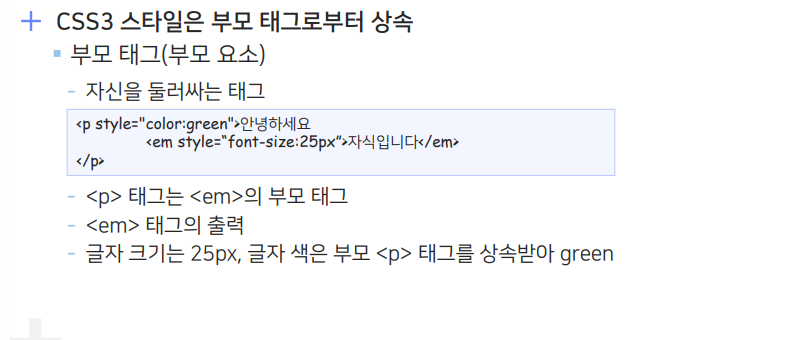 CSS3 스타일은 부모 태그로부터 상속
부모 태그(부모 요소)
- 자신을 둘러싸는 태그
<p style="color:green">안녕하세요
<em style=“font-size:25px”>자식입니다</em>
</p>
- <p> 태그는 <em>의 부모 태그
- <em> 태그의 출력
- 글자 크기는 25px, 글자 색은 부모 <p> 태그를 상속받아 green